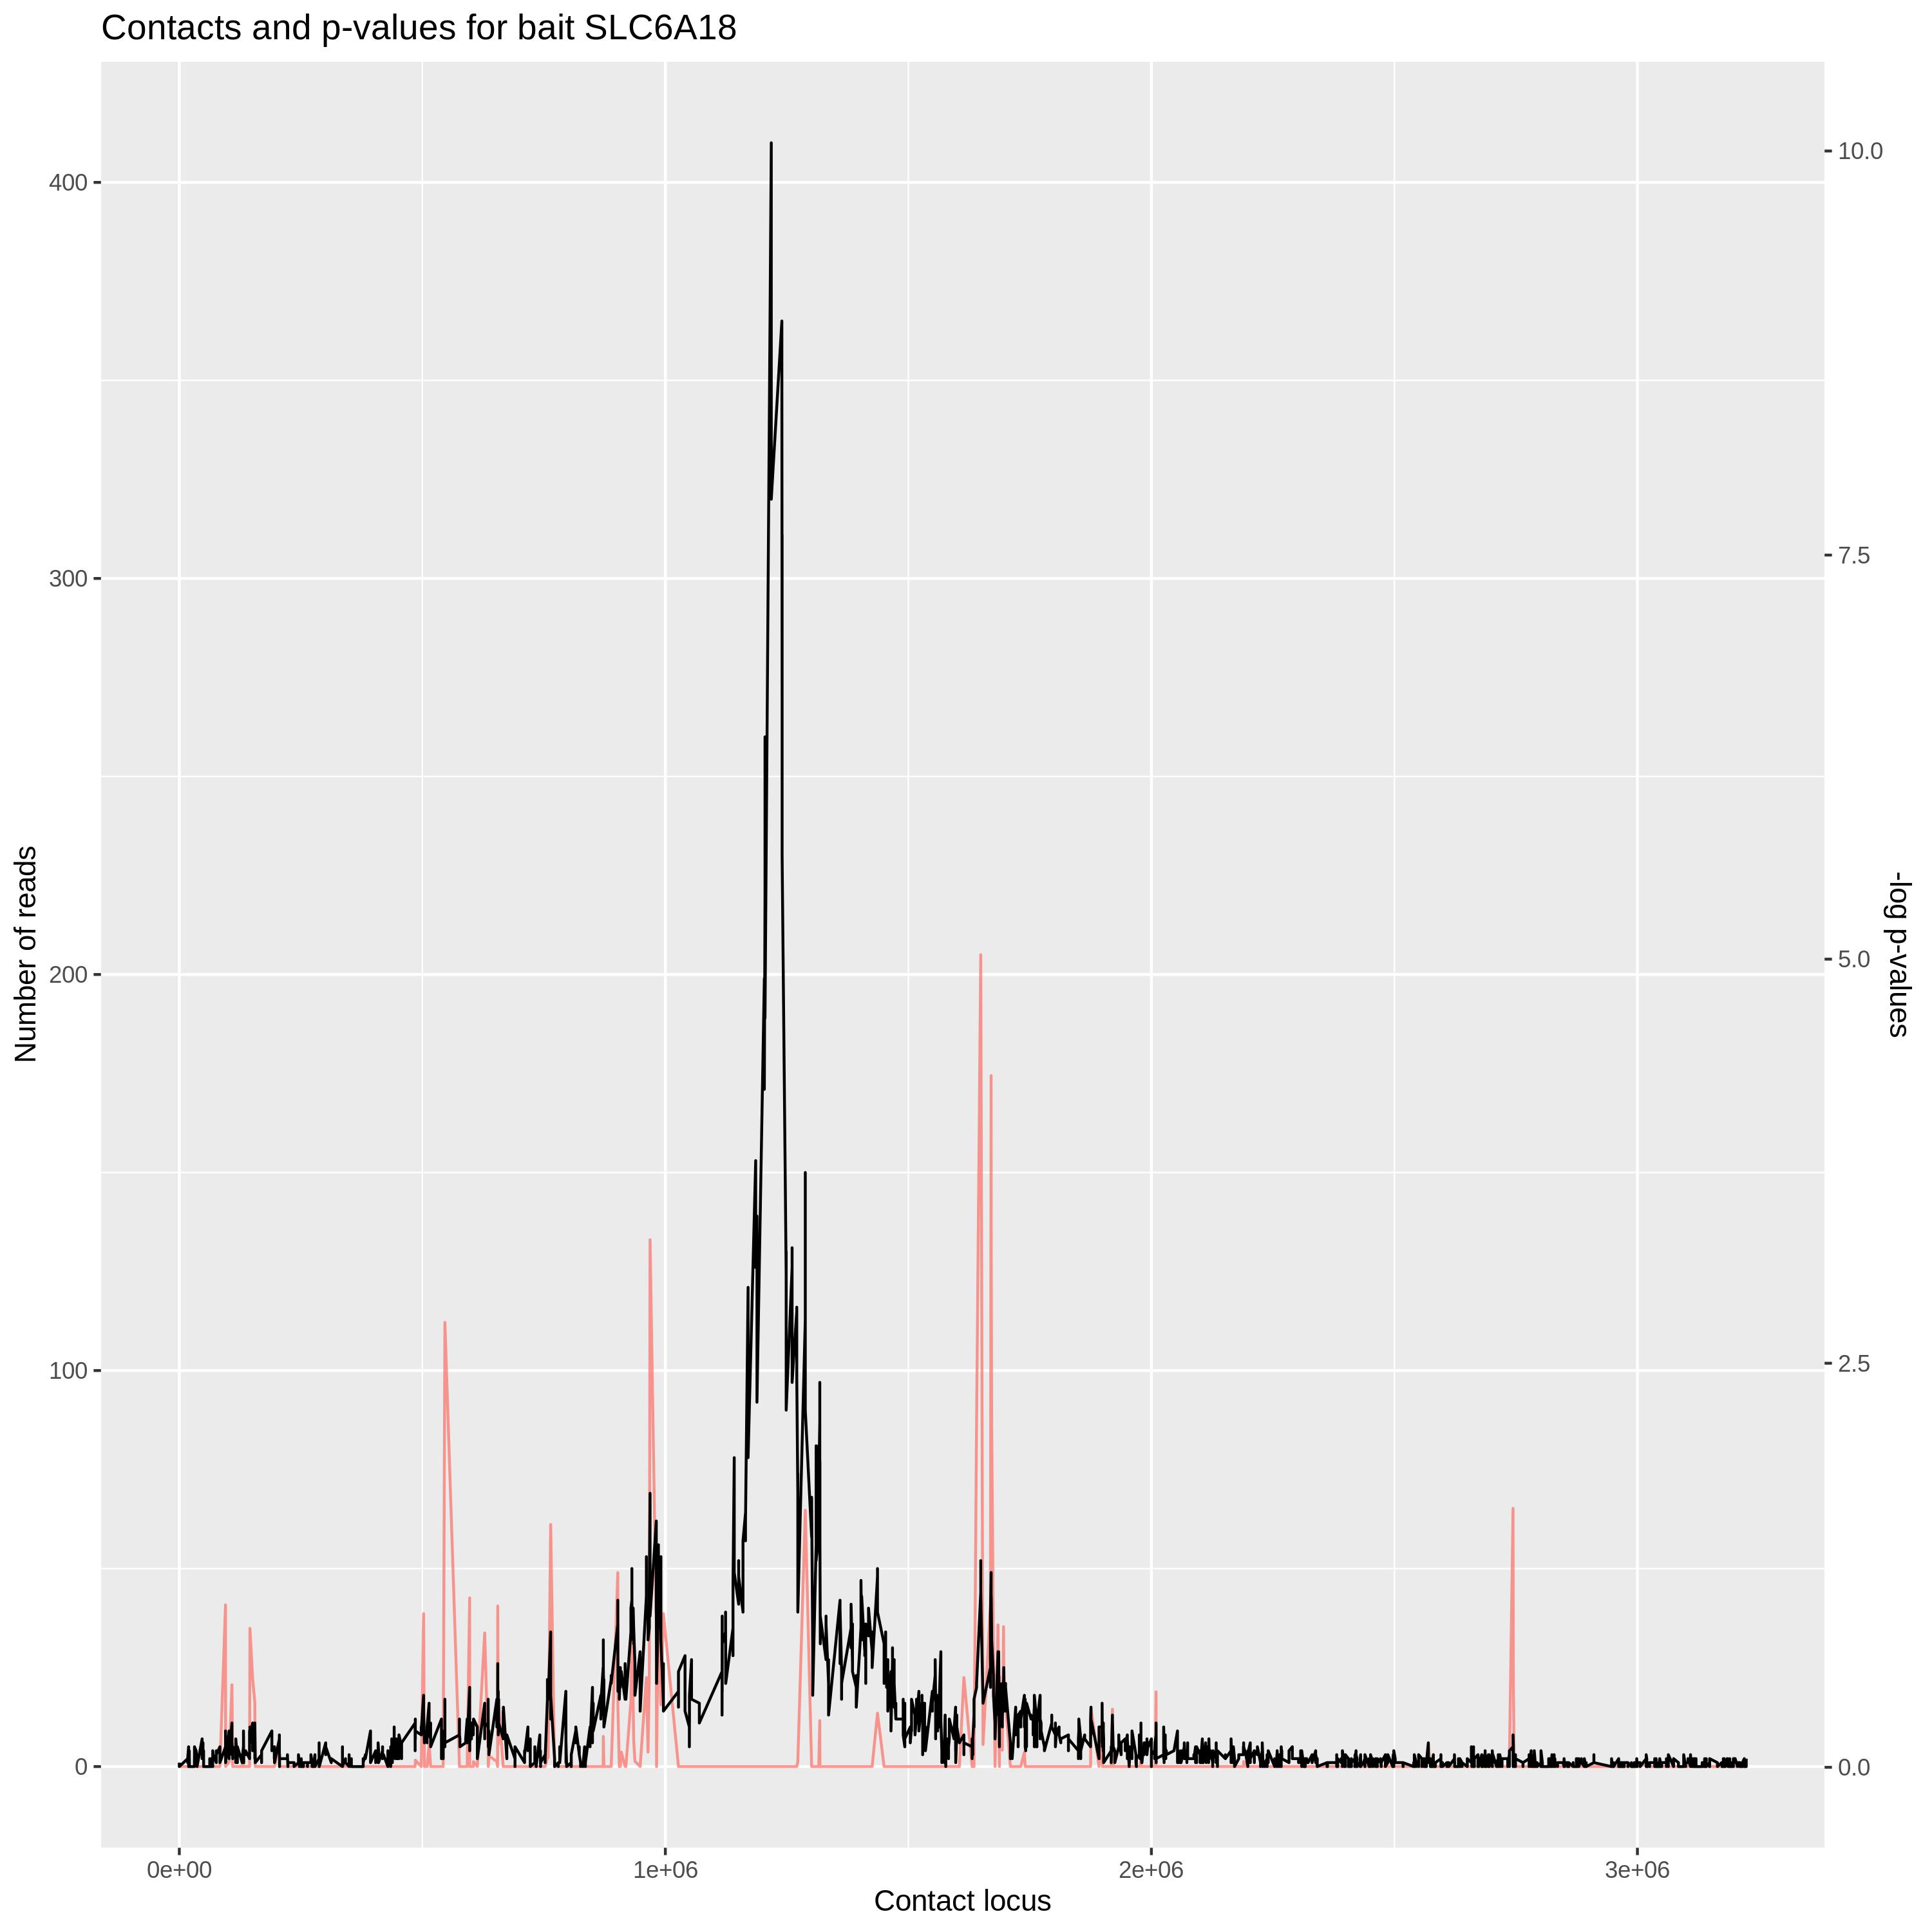 Contacts and p-values for bait SLC6A18
400
300
200
100
0
Number of reads
10.0
7.5
5.0
2.5
0.0
-log p-values
0e+00
1e+06
2e+06
3e+06
Contact locus